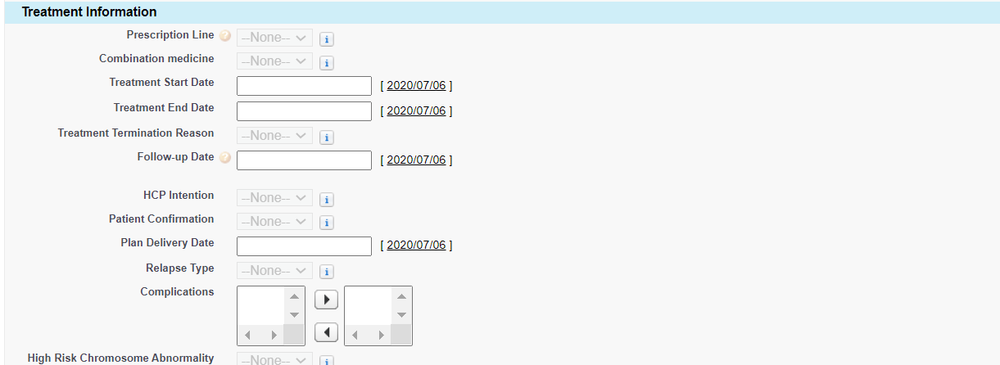 Treatment Information
Prescription Line ? --None-- i
Combination medicine --None-- i
Treatment Start Date [ 2020/07/06 ]
Treatment End Date [ 2020/07/06 ]
Treatment Termination Reason --None-- i
Follow-up Date ? [ 2020/07/06 ]
HCP Intention --None-- i
Patient Confirmation --None-- i
Plan Delivery Date [ 2020/07/06 ]
Relapse Type --None-- i
Complications
High Risk Chromosome Abnormality --None-- i